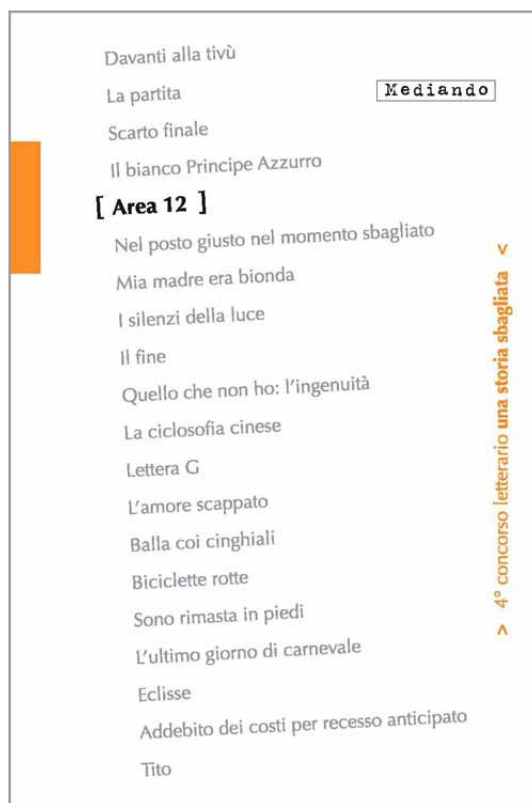 Davanti alla tivù
La partita
Mediando
Scarto finale
Il bianco Principe Azzurro
[ Area 12 ]
Nel posto giusto nel momento sbagliato
Mia madre era bionda
I silenzi della luce
Il fine
Quello che non ho: l'ingenuità
La ciclosofia cinese
Lettera G
L'amore scappato
Balla coi cinghiali
Biciclette rotte
Sono rimasta in piedi
L'ultimo giorno di carnevale
Eclisse
Addebito dei costi per recesso anticipato
Tito
> 4° concorso letterario una storia sbagliata <